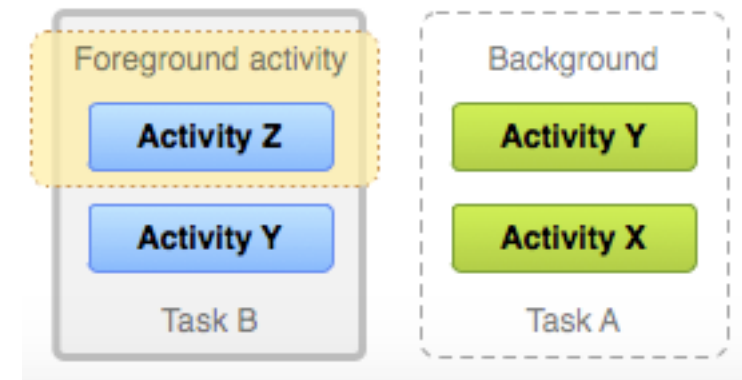 Foreground activity
Activity Z
Activity Y
Task B
Background
Activity Y
Activity X
Task A